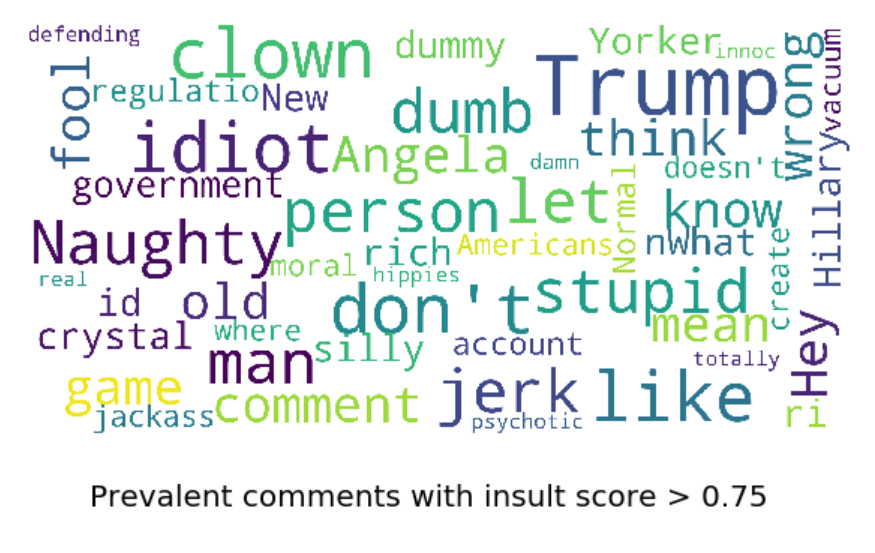 defending
clown
dummy
Yorker
innoc
wrong
vacuum
fool
regulatio
New
dumb
Trump
think
idiot
Angela
damn
doesn't
government
person
let
Normal
know
Hillary
Naughty
moral
rich
hippies
Americans
nWhat
create
real
id
old
don't
stupid
mean
crystal
where
silly
man
account
totally
Hey
game
jackass
comment
jerk
psychotic
like
ri
Prevalent comments with insult score > 0.75